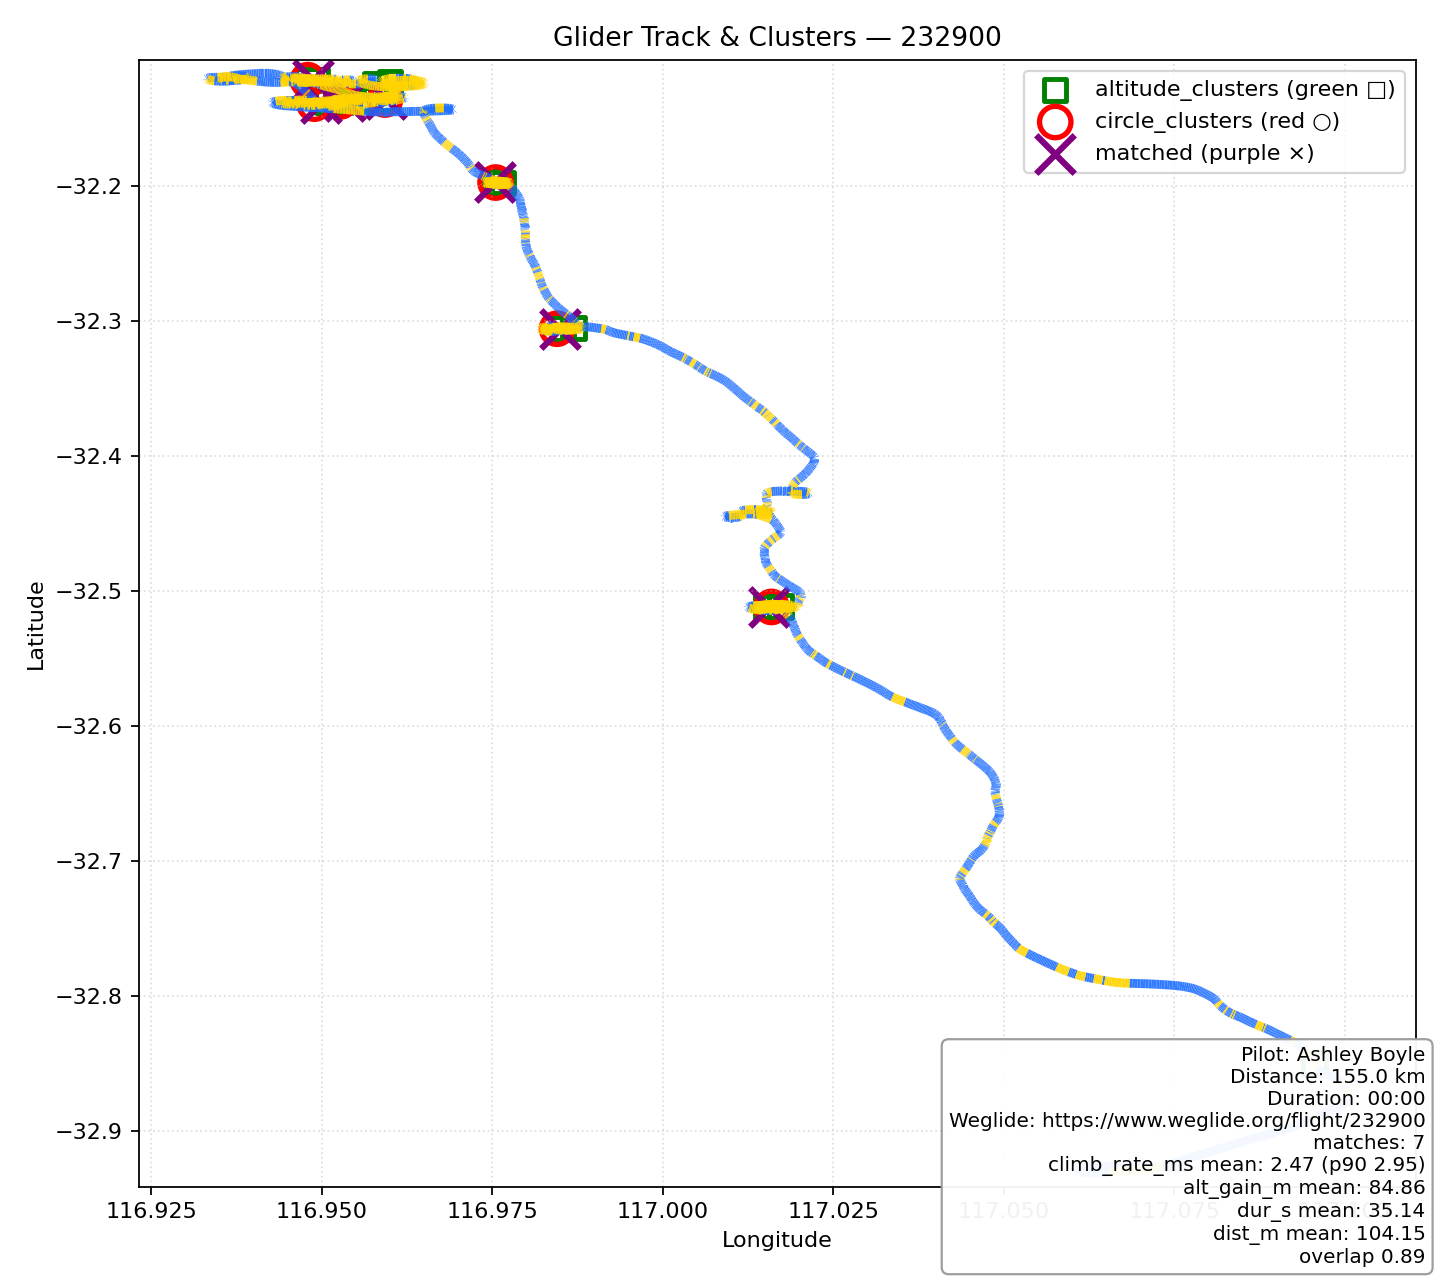 Glider Track & Clusters — 232900
altitude_clusters (green □)
circle_clusters (red ○)
matched (purple ×)
Latitude
−32.2
−32.3
−32.4
−32.5
−32.6
−32.7
−32.8
−32.9
116.925 116.950 116.975 117.000 117.025 117.050 117.075
Longitude
Pilot: Ashley Boyle
Distance: 155.0 km
Duration: 00:00
Weglide: https://www.weglide.org/flight/232900
matches: 7
climb_rate_ms mean: 2.47 (p90 2.95)
alt_gain_m mean: 84.86
dur_s mean: 35.14
dist_m mean: 104.15
overlap 0.89